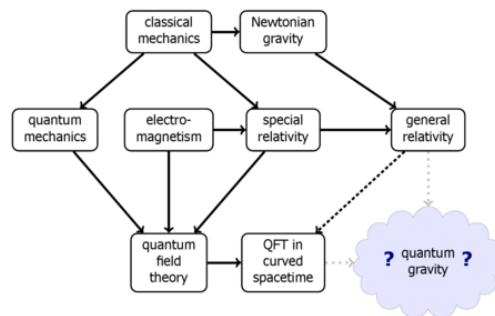 classical
mechanics
Newtonian
gravity
quantum
mechanics
electro-
magnetism
special
relativity
general
relativity
quantum
field
theory
QFT in
curved
spacetime
? quantum ?
gravity